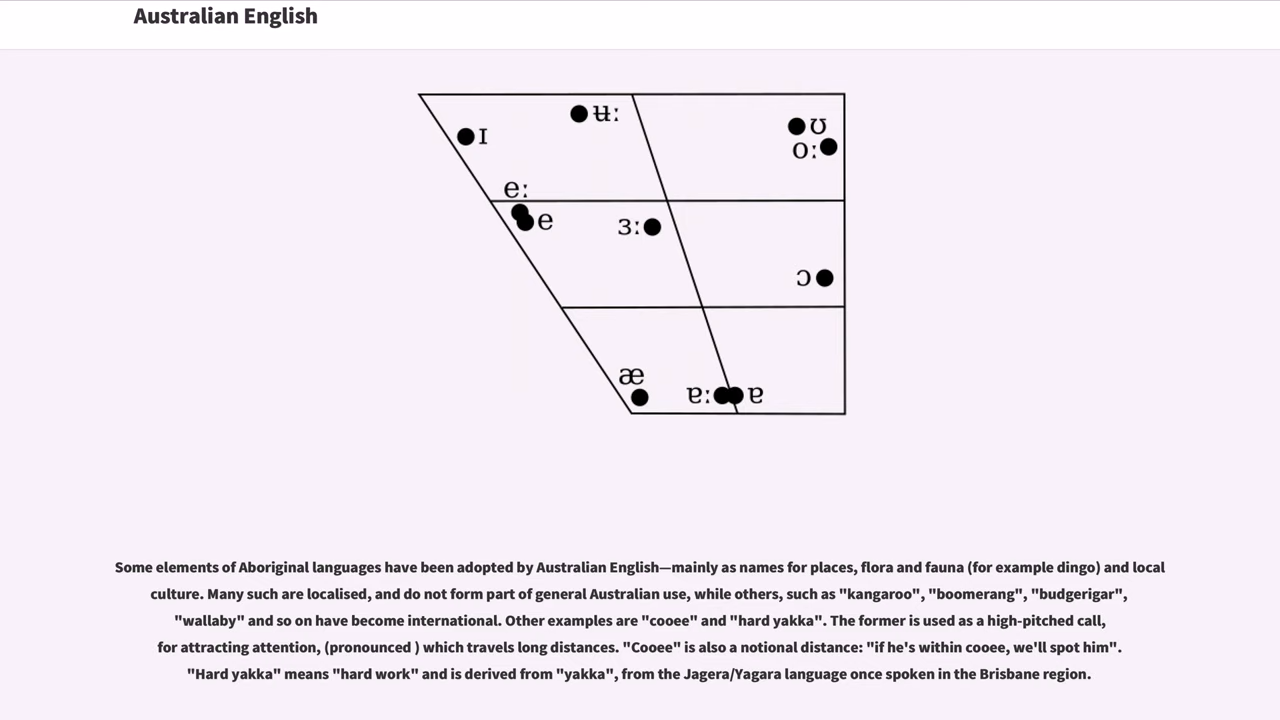 Australian English
ʉː
ʊ
ɪ
oː
eː
e
ɜː
ɔ
æ
ɐː
ɐ
Some elements of Aboriginal languages have been adopted by Australian English—mainly as names for places, flora and fauna (for example dingo) and local
culture. Many such are localised, and do not form part of general Australian use, while others, such as "kangaroo", "boomerang", "budgerigar",
"wallaby" and so on have become international. Other examples are "cooee" and "hard yakka". The former is used as a high-pitched call,
for attracting attention, (pronounced ) which travels long distances. "Cooee" is also a notional distance: "if he's within cooee, we'll spot him".
"Hard yakka" means "hard work" and is derived from "yakka", from the Jagera/Yagara language once spoken in the Brisbane region.